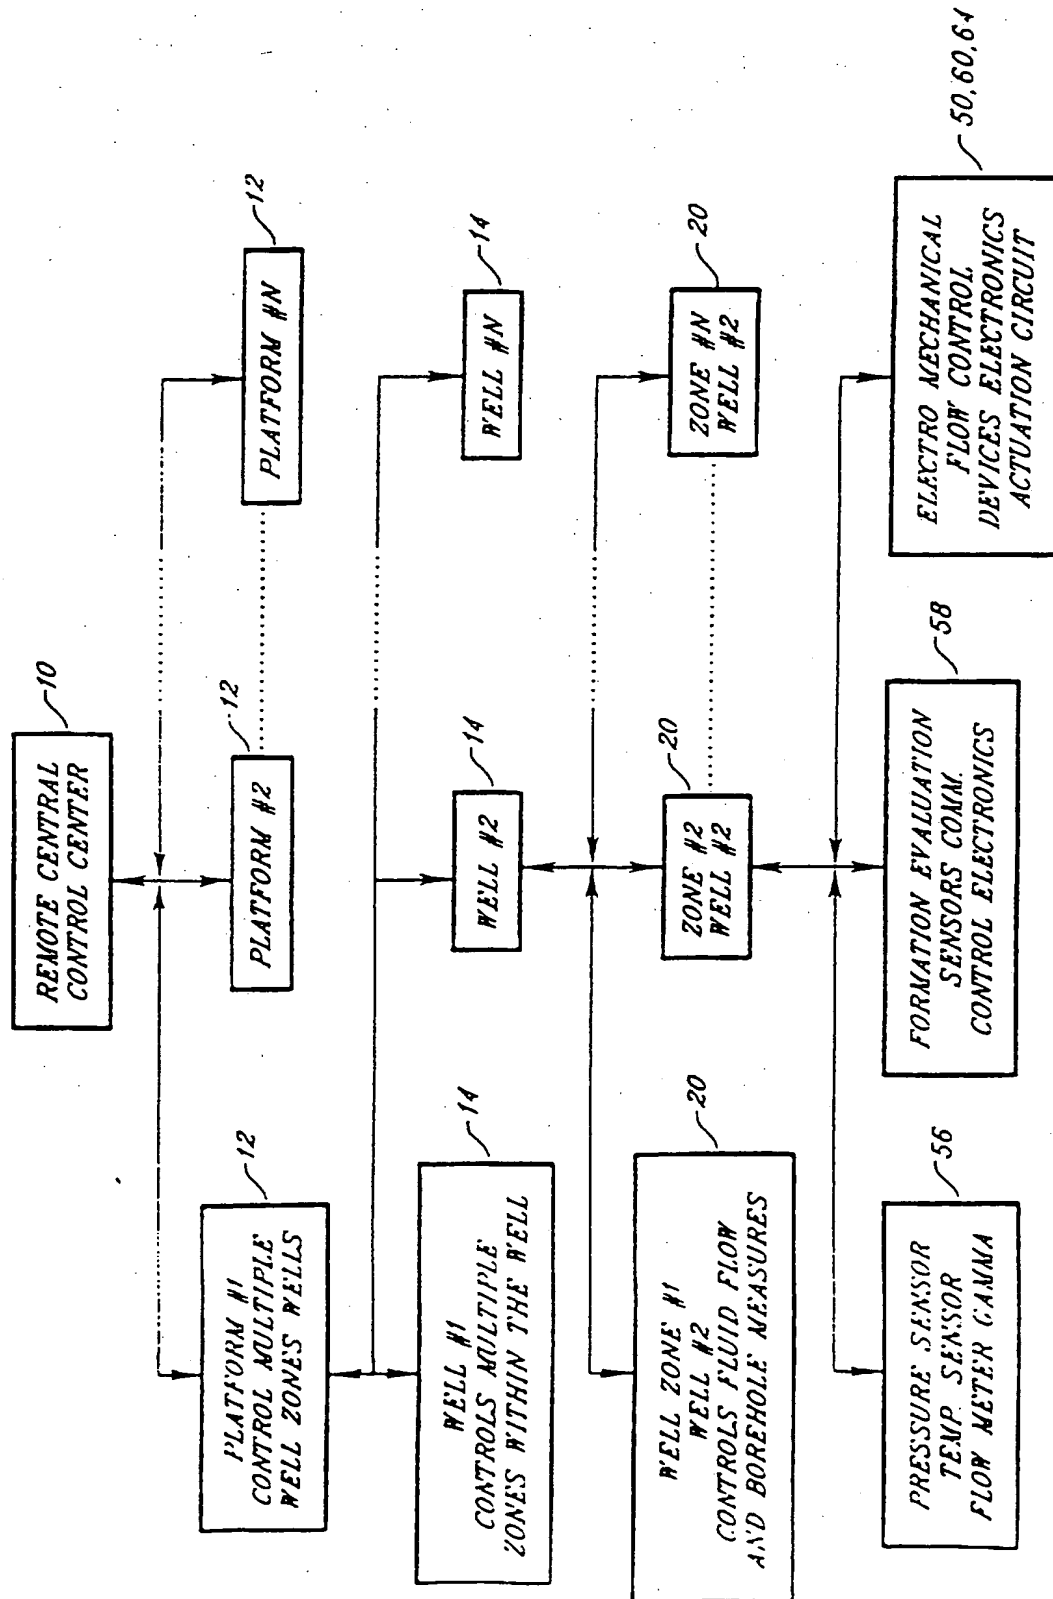 REMOTE CENTRAL
CONTROL CENTER
10
PLATFORM #1
CONTROL MULTIPLE
WELL ZONES WELLS
12
PLATFORM #2
12
PLATFORM #N
12
WELL #1
CONTROLS MULTIPLE
ZONES WITHIN THE WELL
14
WELL #2
14
WELL #N
14
WELL ZONE #1
WELL #2
CONTROLS FLUID FLOW
AND BOREHOLE MEASURES
20
ZONE #2
WELL #2
20
ZONE #N
WELL #2
20
PRESSURE SENSOR
TEMP. SENSOR
FLOW METER GAMMA
56
FORMATION EVALUATION
SENSORS COMM.
CONTROL ELECTRONICS
58
ELECTRO MECHANICAL
FLOW CONTROL
DEVICES ELECTRONICS
ACTUATION CIRCUIT
50,60,64